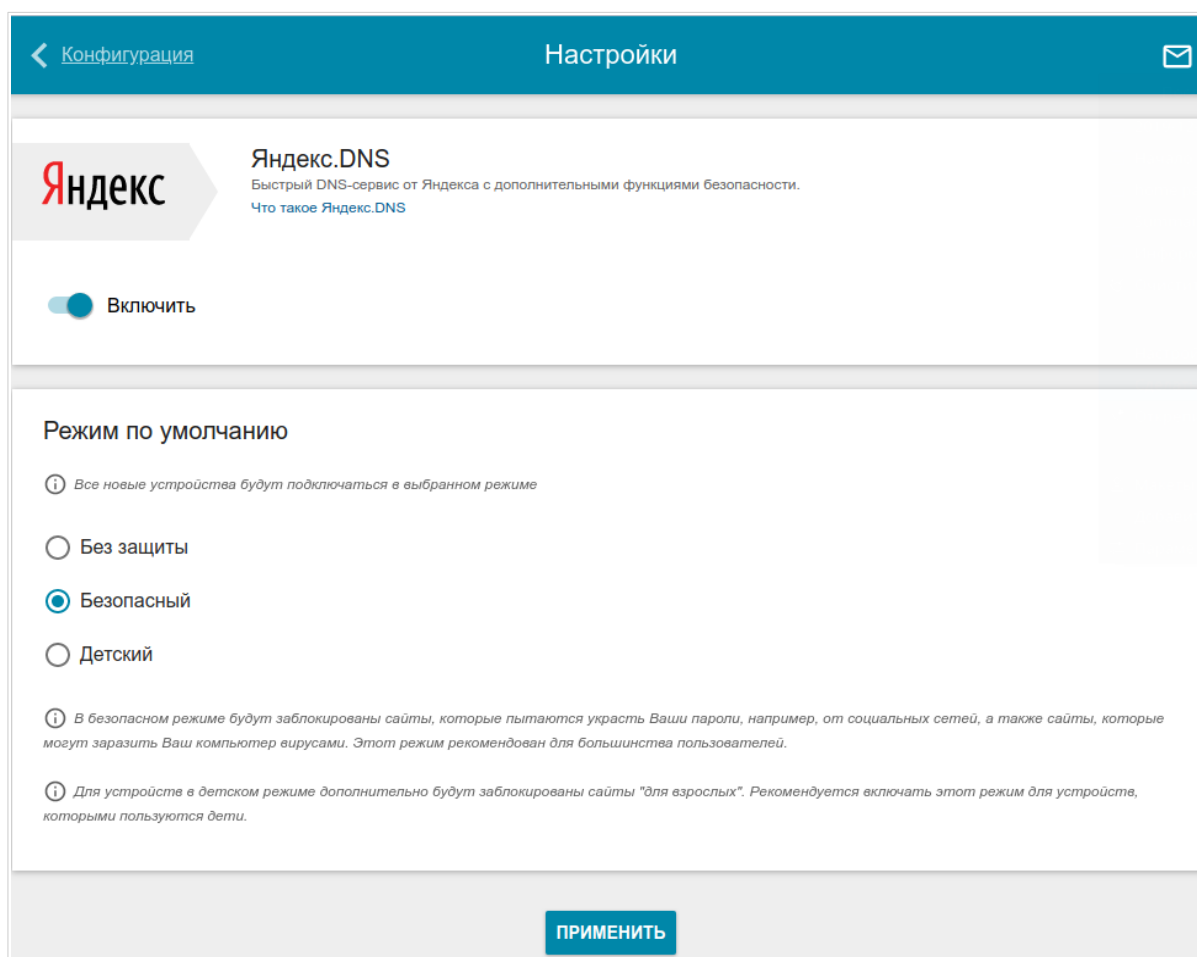 Конфигурация
Настройки
Яндекс
Яндекс.DNS
Быстрый DNS-сервис от Яндекса с дополнительными функциями безопасности.
Что такое Яндекс.DNS
Включить
Режим по умолчанию
Все новые устройства будут подключаться в выбранном режиме
Без защиты
Безопасный
Детский
В безопасном режиме будут заблокированы сайты, которые пытаются украсть Ваши пароли, например, от социальных сетей, а также сайты, которые
могут заразить Ваш компьютер вирусами. Этот режим рекомендован для большинства пользователей.
Для устройств в детском режиме дополнительно будут заблокированы сайты "для взрослых". Рекомендуется включать этот режим для устройств,
которыми пользуются дети.
ПРИМЕНИТЬ